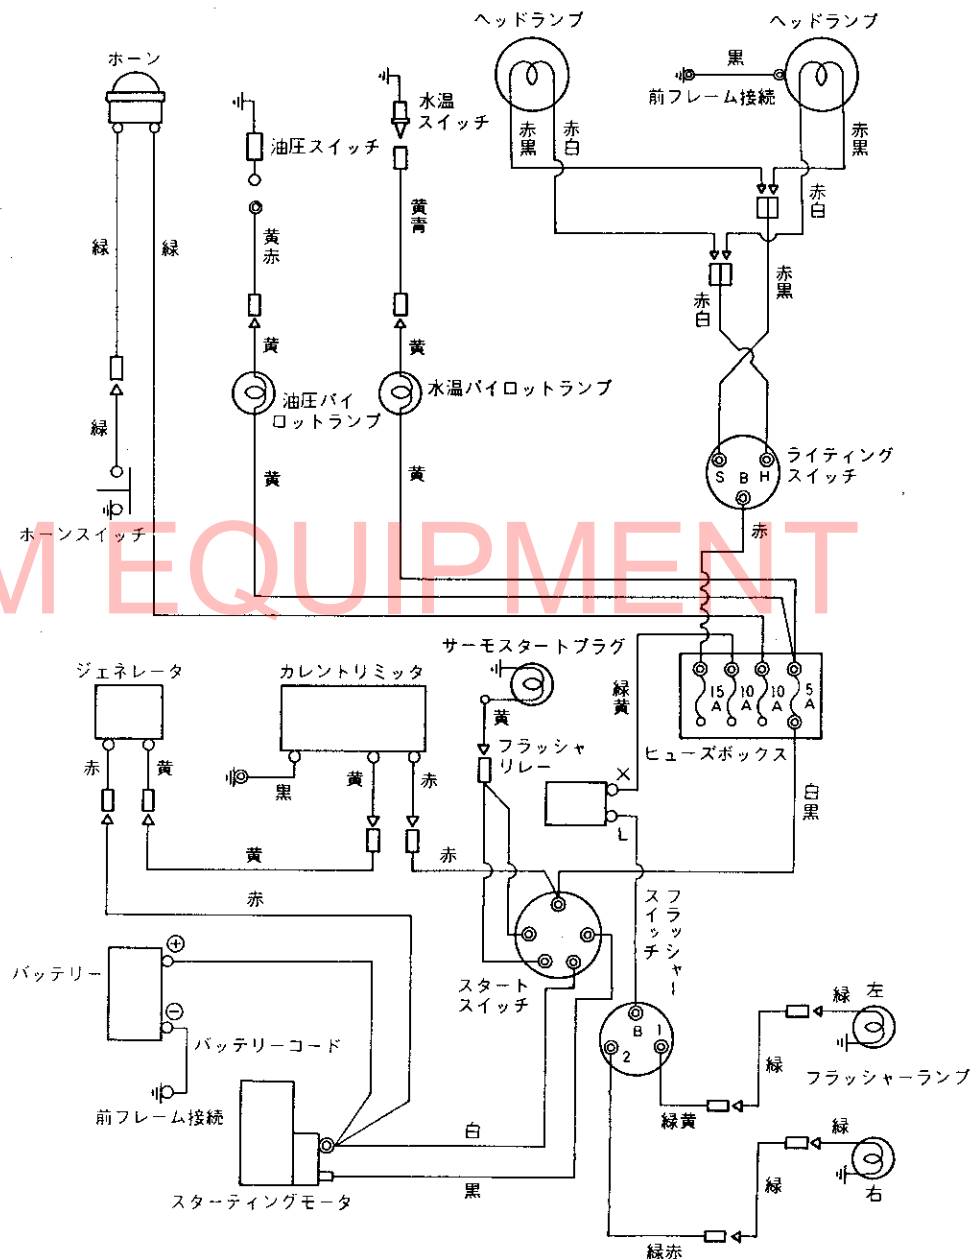 ヘッドランプ
ヘッドランプ
ホーン
黒
前フレーム接続
水温
スイッチ
油圧スイッチ
赤黒
赤白
赤黒
赤白
黄青
緑
緑
黄赤
赤黒
赤白
黄
黄
油圧パイ
ロットランプ
水温パイロットランプ
緑
黄
黄
ライティング
スイッチ
S
B
H
ホーンスイッチ
赤
M EQUIPMENT
サーモスタートプラグ
ジェネレータ
カレントリミッタ
緑黄
黄
15
A
10
A
10
A
5
A
フラッシャ
リレー
ヒューズボックス
赤
黄
黒
黄
赤
X
L
白黒
黄
赤
赤
フラッシャー
スイッチ
バッテリー
⊕
⊖
スタート
スイッチ
バッテリーコード
前フレーム接続
B
1
2
緑
左
緑
フラッシャーランプ
緑黄
白
緑
緑
右
黒
スターティングモータ
緑赤